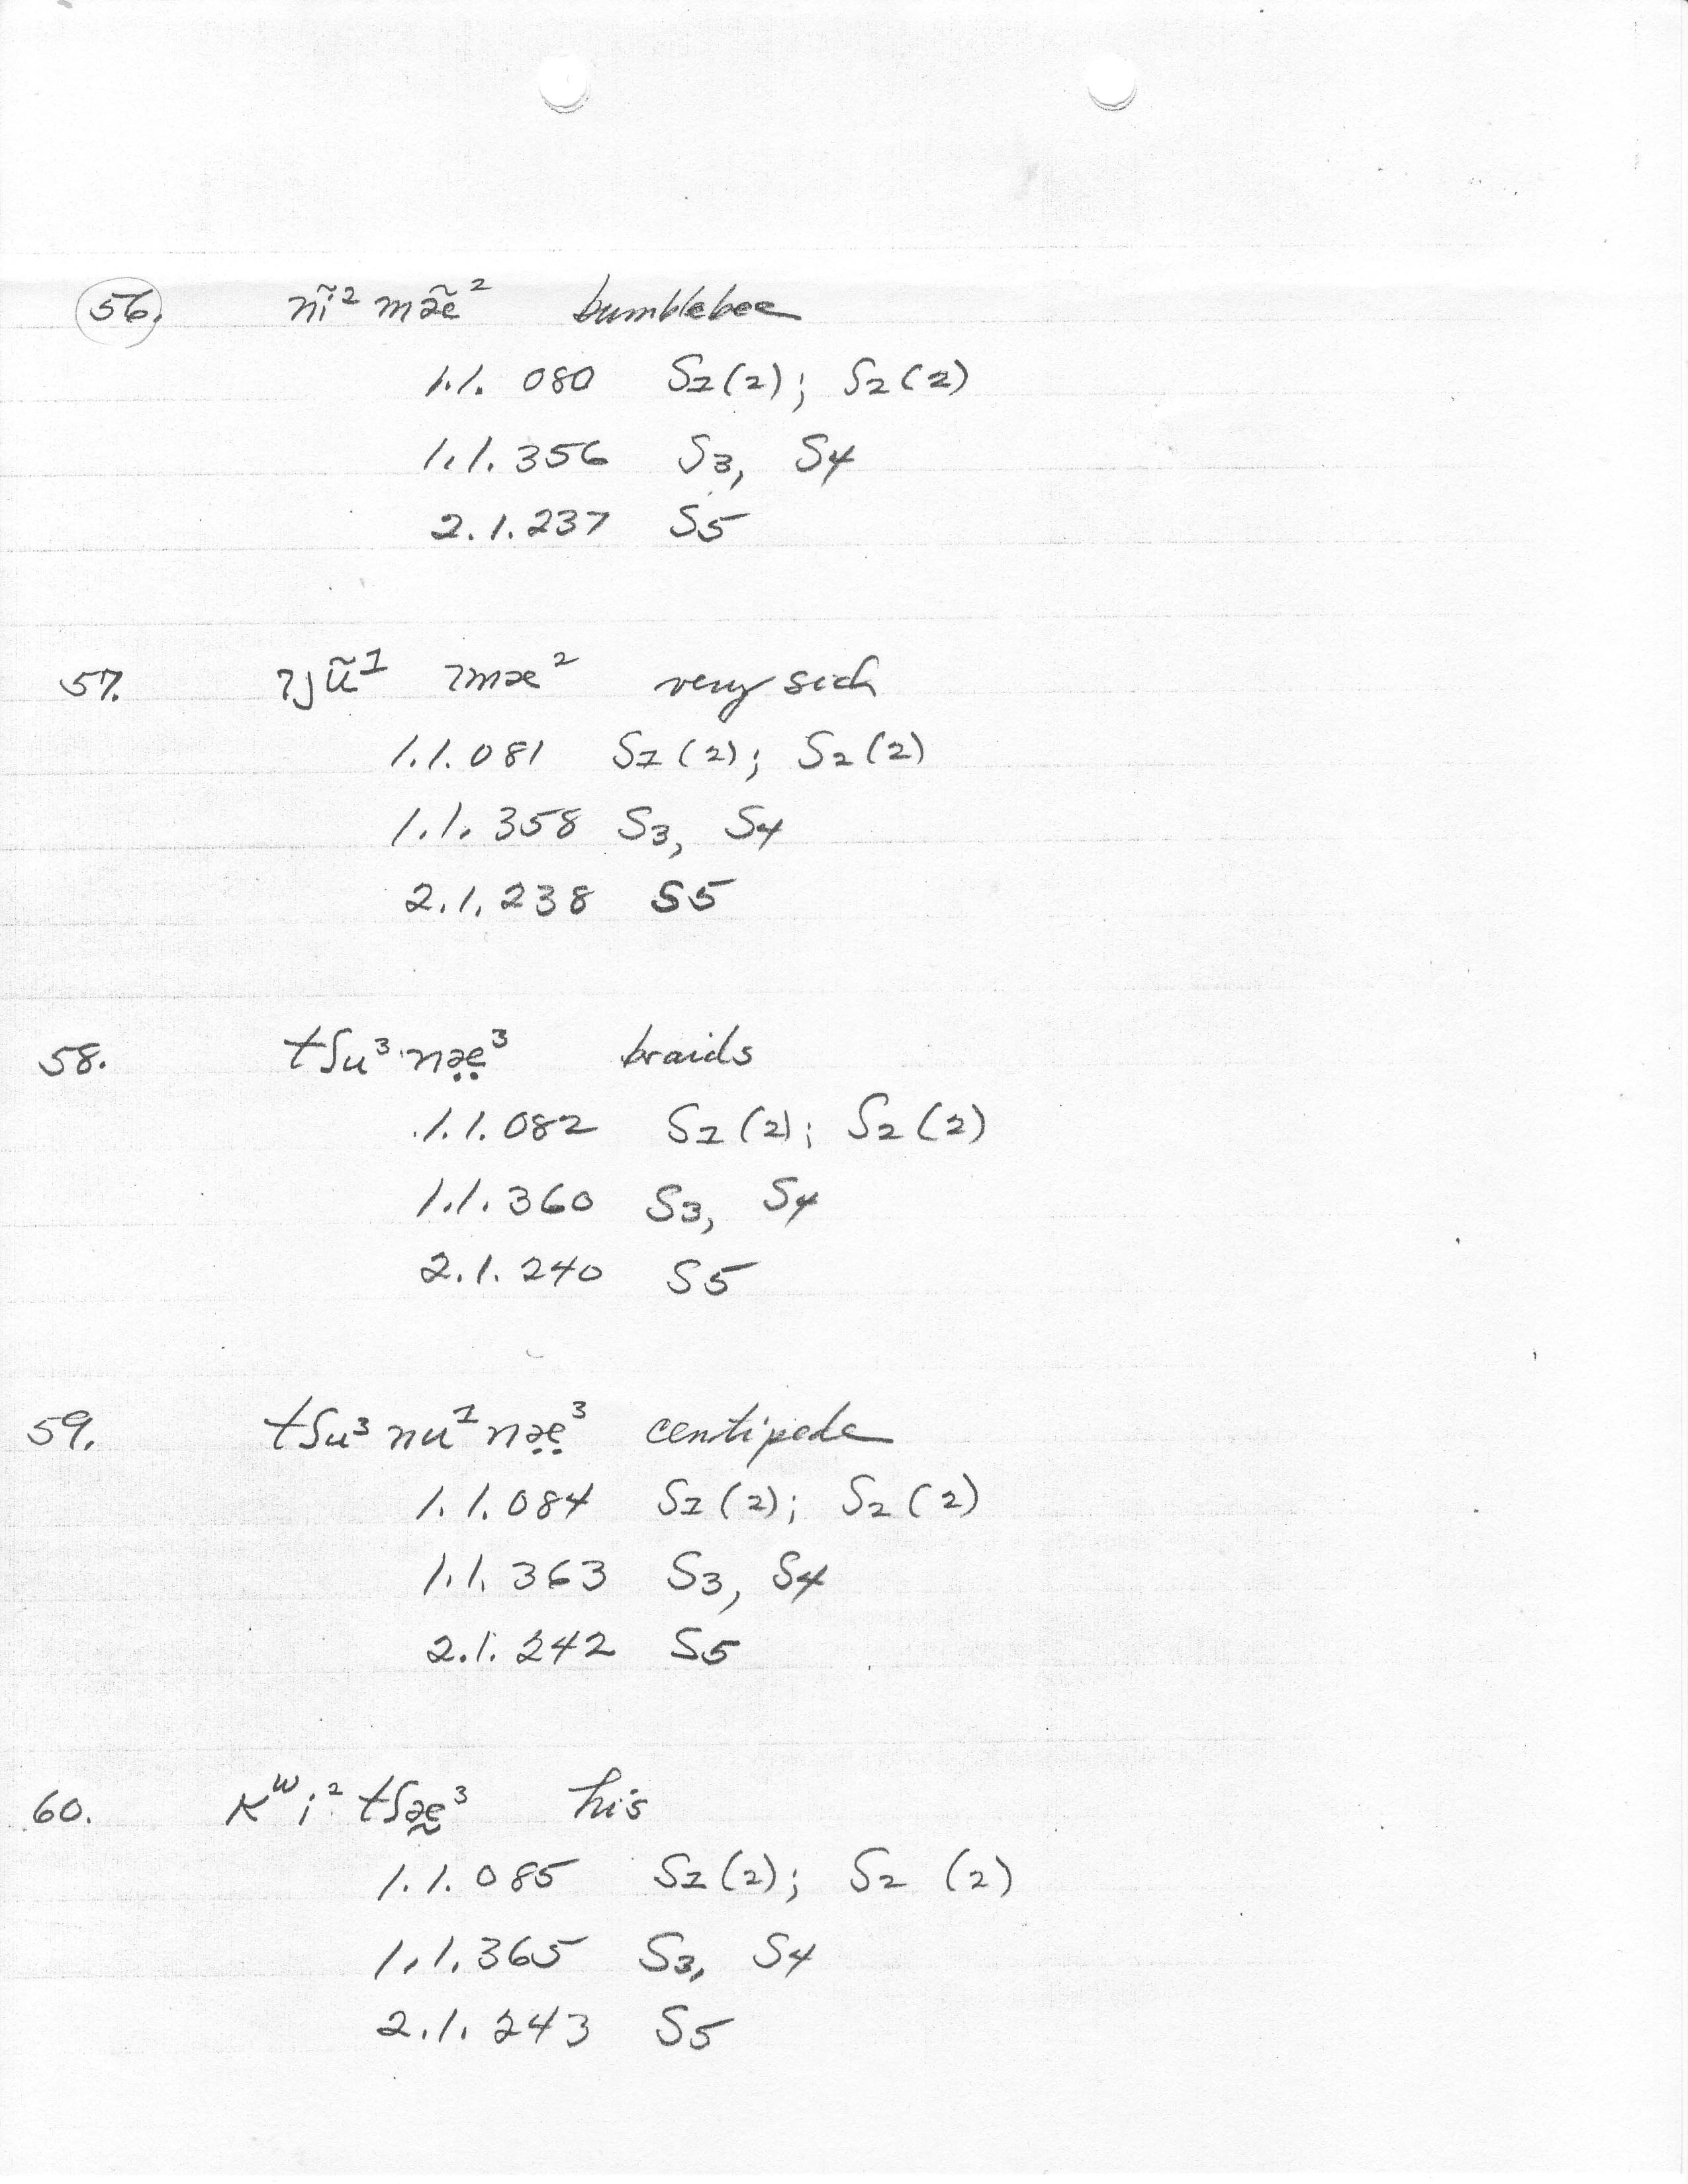 56. nĩ² mæ̃² bumblebee
1.1.080 S1(2); S2(2)
1.1.356 S3, S4
2.1.237 S5
57. ʔjũ¹ ʔmæ² very sick
1.1.081 S1(2); S2(2)
1.1.358 S3, S4
2.1.238 S5
58. tʃu³ næ̤³ braids
1.1.082 S1(2); S2(2)
1.1.360 S3, S4
2.1.240 S5
59. tʃu³ nu¹ næ̤³ centipede
1.1.084 S1(2); S2(2)
1.1.363 S3, S4
2.1.242 S5
60. Kʷi² tʃæ̰³ his
1.1.085 S1(2); S2 (2)
1.1.365 S3, S4
2.1.243 S5